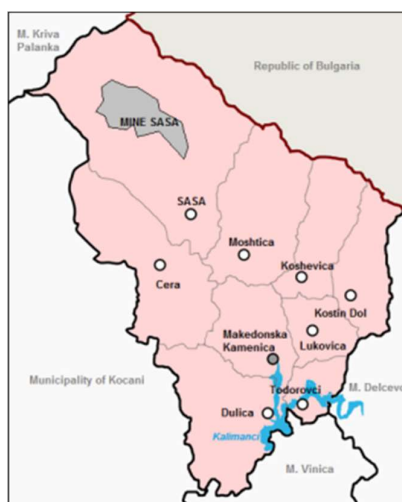 M. Kriva
Palanka
Republic of Bulgaria
MINE SASA
SASA
Moshtica
Koshevica
Cera
Kostin Dol
Makedonska
Kamenica
Lukovica
Municipality of Kocani
Todorovci
M. Delcevo
Dulica
Kalimanci
M. Vinica